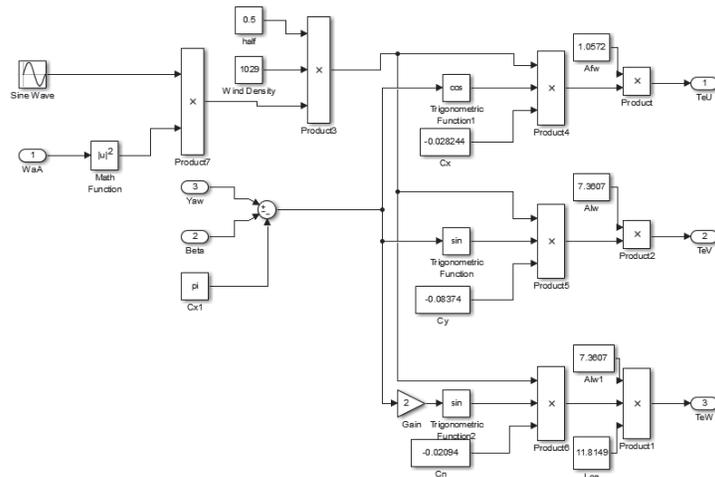 0.5
half
1029
Wind Density
×
Product3
Sine Wave
×
Product7
1
WaA
|u|²
Math
Function
3
Yaw
2
Beta
pi
Cx1
+
-
-
cos
Trigonometric
Function1
-0.028244
Cx
×
Product4
1.0572
Afw
×
Product
1
TeU
sin
Trigonometric
Function
-0.08374
Cy
×
Product5
7.3607
Alw
×
Product2
2
TeV
2
Gain
sin
Trigonometric
Function2
-0.02094
Cn
×
Product6
7.3607
Alw1
×
Product1
11.8149
3
TeW